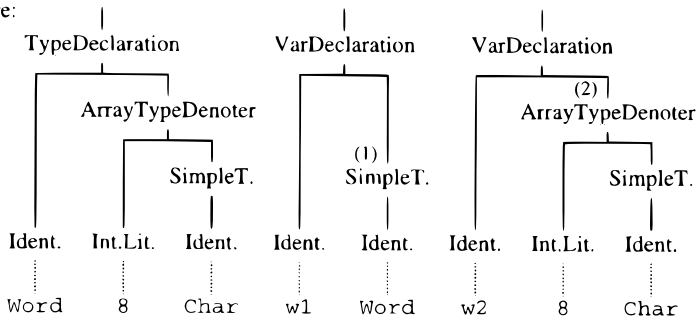 e:
TypeDeclaration VarDeclaration VarDeclaration
(2)
ArrayTypeDenoter ArrayTypeDenoter
(1)
SimpleT. SimpleT. SimpleT.
Ident. Int.Lit. Ident. Ident. Ident. Ident. Int.Lit. Ident.
Word 8 Char w1 Word w2 8 Char